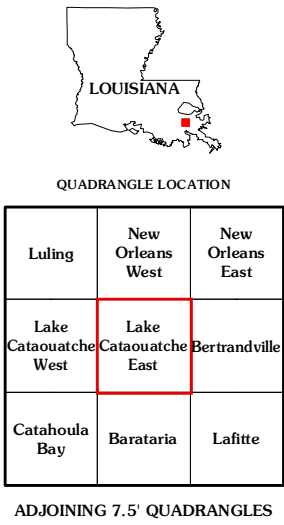 LOUISIANA
QUADRANGLE LOCATION
Luling
New
Orleans
West
New
Orleans
East
Lake
Cataouatche
West
Lake
Cataouatche
East
Bertrandville
Catahoula
Bay
Barataria
Lafitte
ADJOINING 7.5' QUADRANGLES